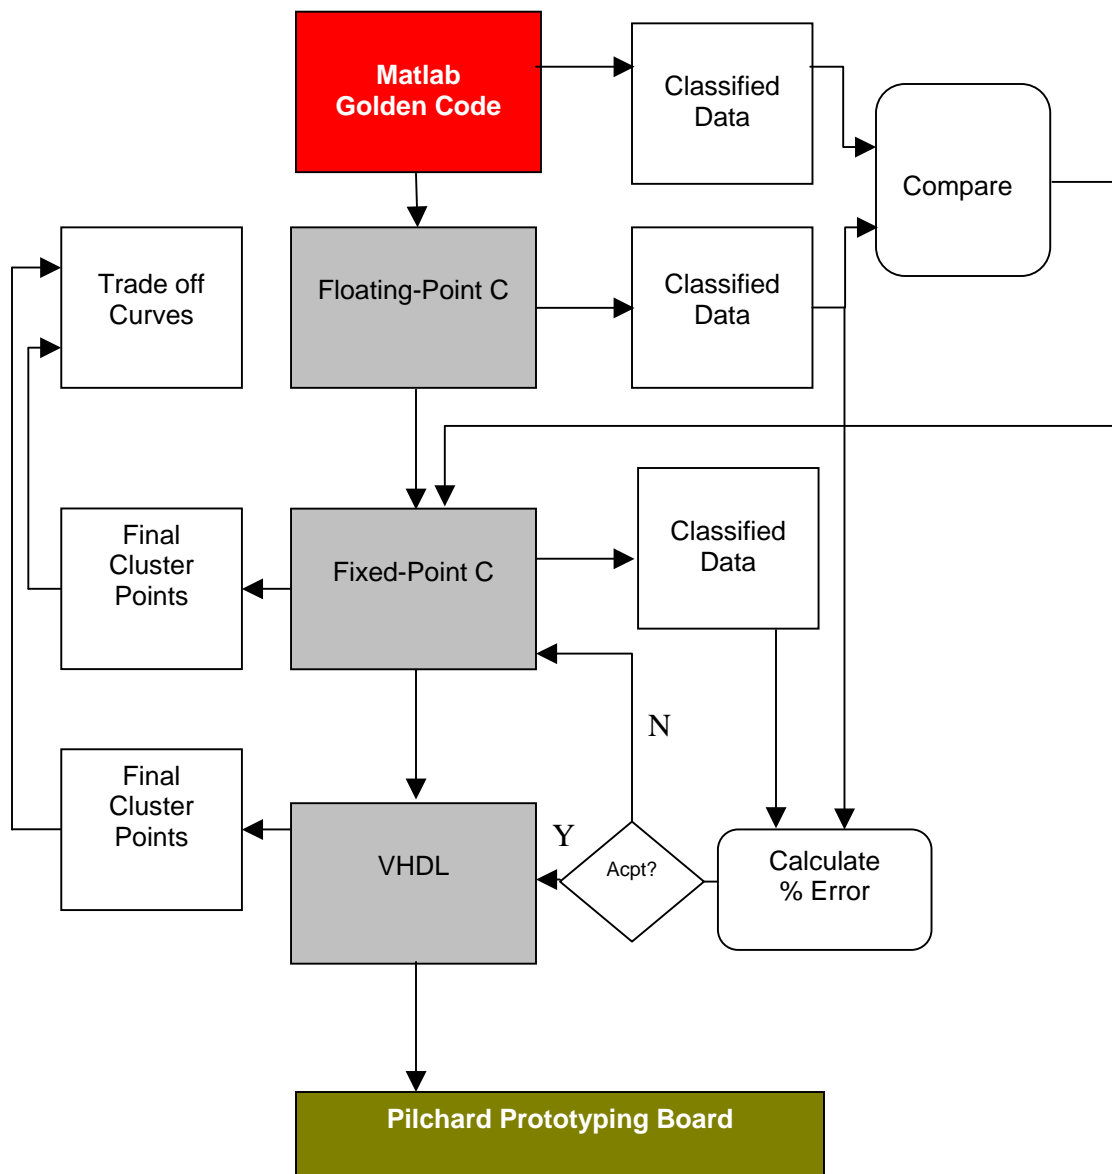 Matlab
Golden Code
Classified
Data
Compare
Trade off
Curves
Floating-Point C
Classified
Data
Final
Cluster
Points
Fixed-Point C
Classified
Data
N
Final
Cluster
Points
VHDL
Y
Acpt?
Calculate
% Error
Pilchard Prototyping Board